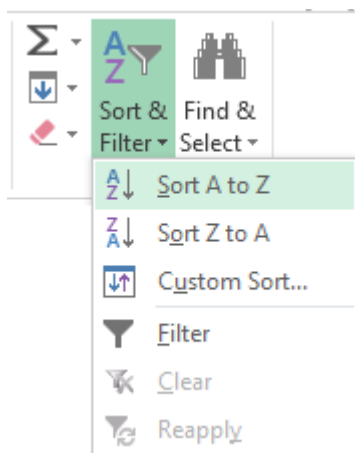 Sort &
Filter
Find &
Select
Sort A to Z
Sort Z to A
Custom Sort...
Filter
Clear
Reapply